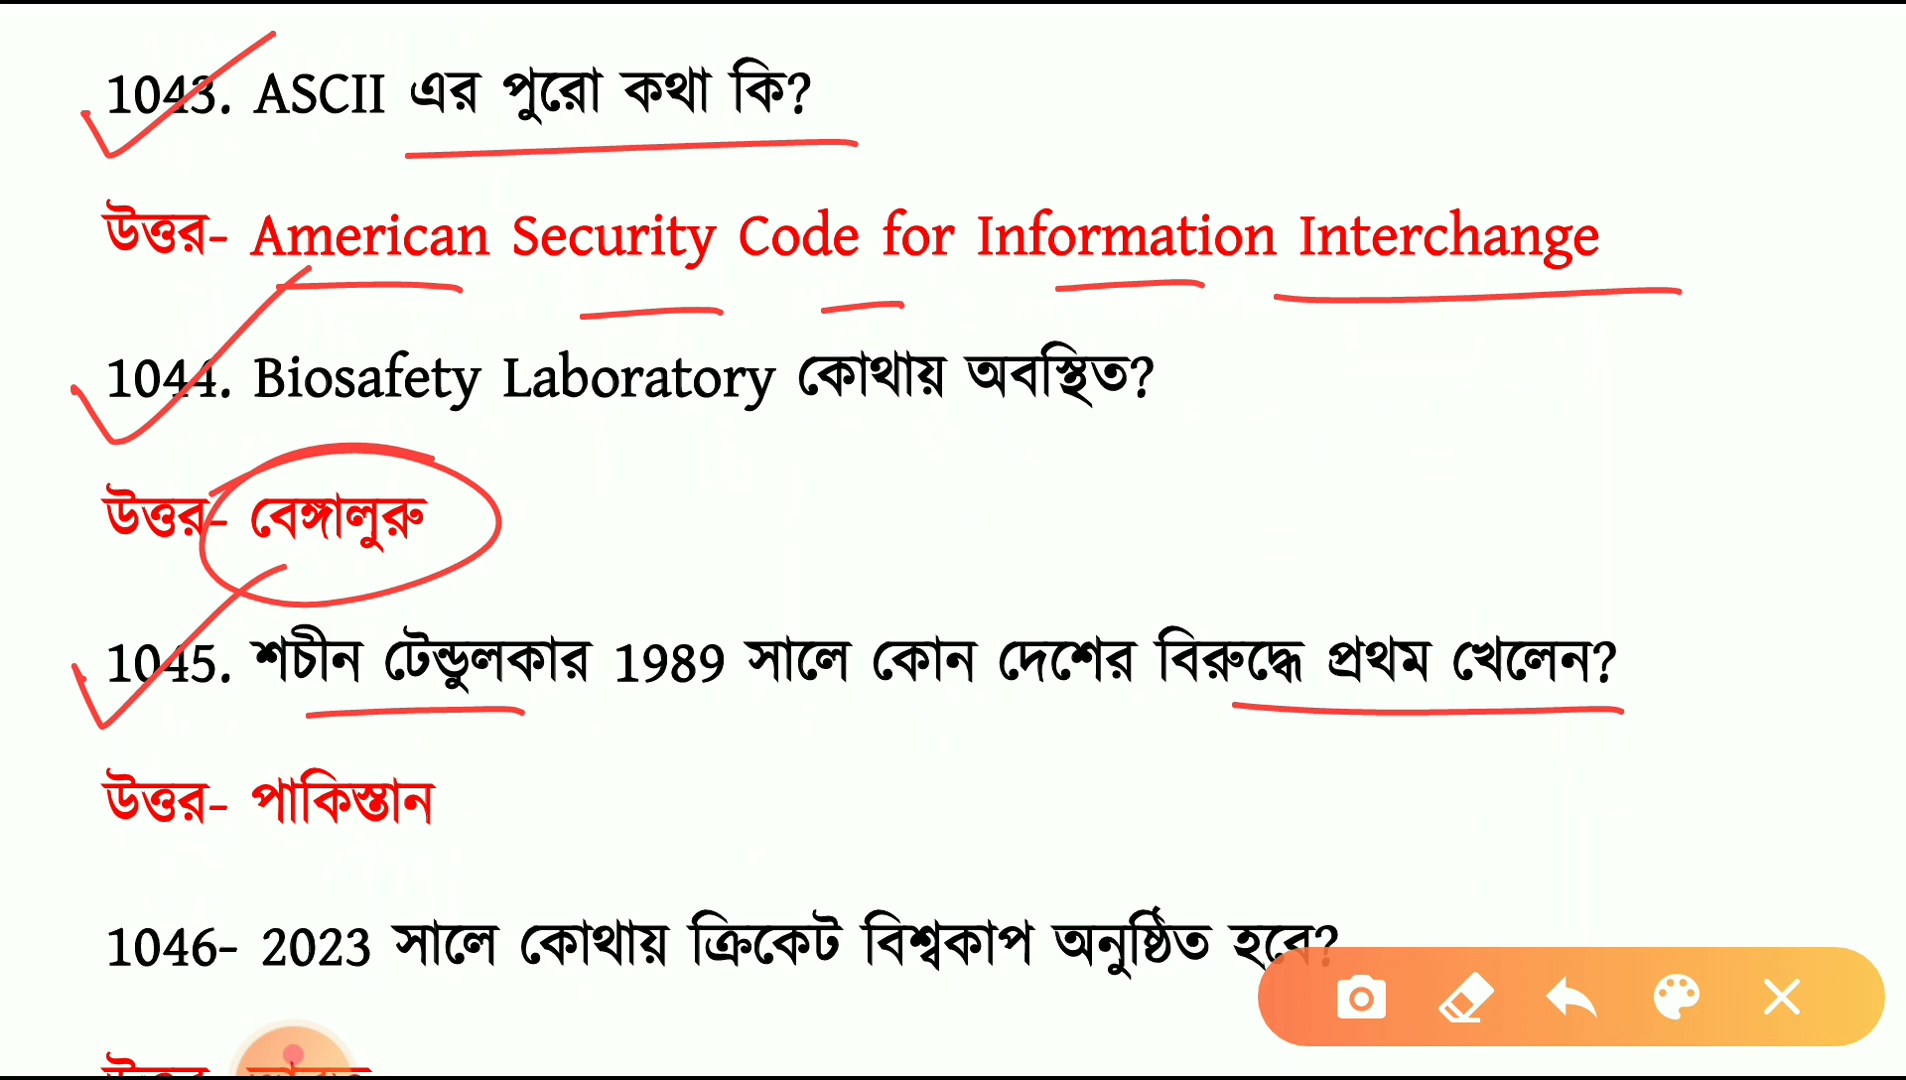 1043. ASCII এর পুরো কথা কি?
উত্তর- American Security Code for Information Interchange
1044. Biosafety Laboratory কোথায় অবস্থিত?
উত্তর- বেঙ্গালুরু
1045. শচীন টেন্ডুলকার 1989 সালে কোন দেশের বিরুদ্ধে প্রথম খেলেন?
উত্তর- পাকিস্তান
1046- 2023 সালে কোথায় ক্রিকেট বিশ্বকাপ অনুষ্ঠিত হবে?